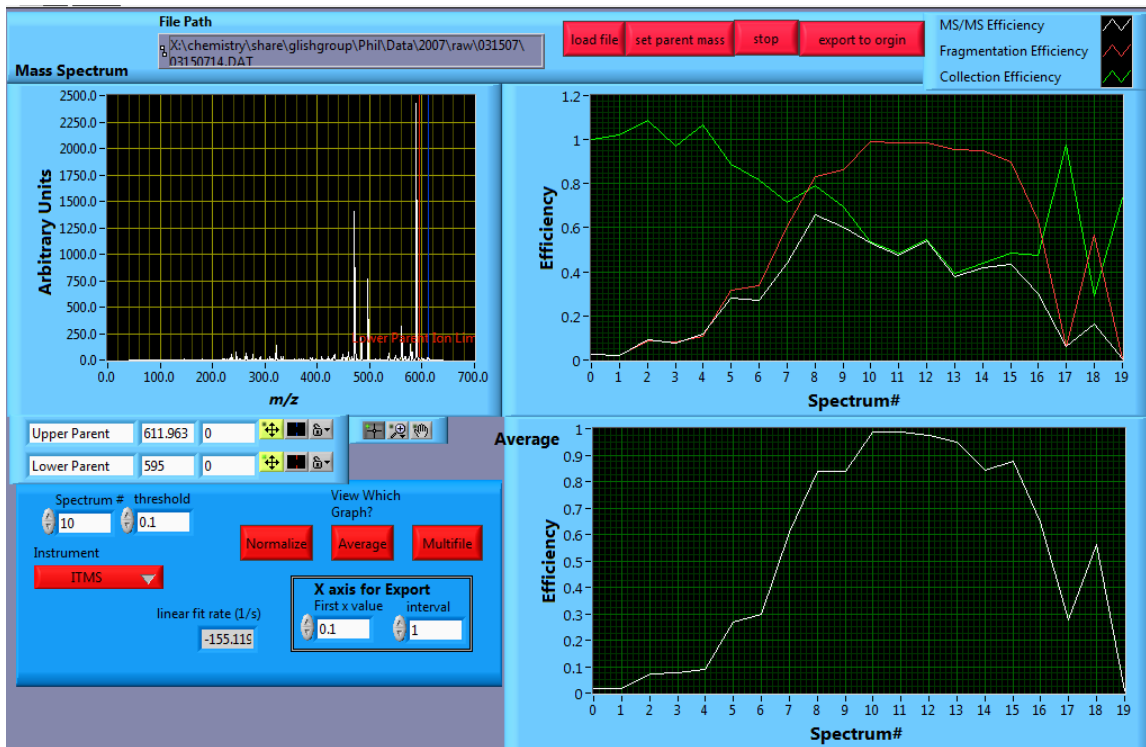 File Path
X:\chemistry\share\glishgroup\Phil\Data\2007\raw\031507\
03150714.DAT
load file
set parent mass
stop
export to orgin
MS/MS Efficiency
Fragmentation Efficiency
Collection Efficiency
Mass Spectrum
2500.0
2250.0
2000.0
1750.0
1500.0
1250.0
1000.0
750.0
500.0
250.0
0.0
Arbitrary Units
Lower Parent Ion Lim
0.0 100.0 200.0 300.0 400.0 500.0 600.0 700.0
m/z
1.2
1
0.8
0.6
0.4
0.2
0
Efficiency
0 1 2 3 4 5 6 7 8 9 10 11 12 13 14 15 16 17 18 19
Spectrum#
Upper Parent 611.963 0
Lower Parent 595 0
Average
1
0.9
0.8
0.7
0.6
0.5
0.4
0.3
0.2
0.1
0
Efficiency
0 1 2 3 4 5 6 7 8 9 10 11 12 13 14 15 16 17 18 19
Spectrum#
Spectrum # threshold
10 0.1
View Which
Graph?
Normalize
Average
Multifile
Instrument
ITMS
linear fit rate (1/s)
-155.119
X axis for Export
First x value interval
0.1 1